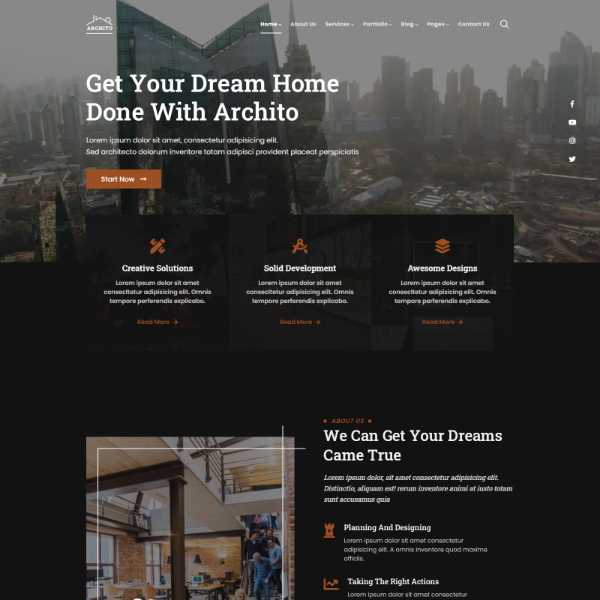 ARCHITO
Home
About Us
Services
Portfolio
Blog
Pages
Contact Us
Get Your Dream Home
Done With Archito
Lorem ipsum dolor sit amet, consectetur adipisicing elit.
Sed architecto dolorum inventore totam adipisci provident placeat perspiciatis
Start Now
Creative Solutions
Lorem ipsum dolor sit amet
consectetur adipisicing elit. Omnis
tempore perferendis explicabo.
Read More
Solid Development
Lorem ipsum dolor sit amet
consectetur adipisicing elit. Omnis
tempore perferendis explicabo.
Read More
Awesome Designs
Lorem ipsum dolor sit amet
consectetur adipisicing elit. Omnis
tempore perferendis explicabo.
Read More
ABOUT US
We Can Get Your Dreams
Came True
Lorem ipsum dolor, sit amet consectetur adipisicing elit.
Distinctio, aliquam est! rerum inventore animi at iusto totam
sunt accusamus quia
Planning And Designing
Lorem ipsum dolor sit amet consectetur
adipisicing elit. Omnis inventore quos maxime
officiis.
Taking The Right Actions
Lorem ipsum dolor sit amet consectetur